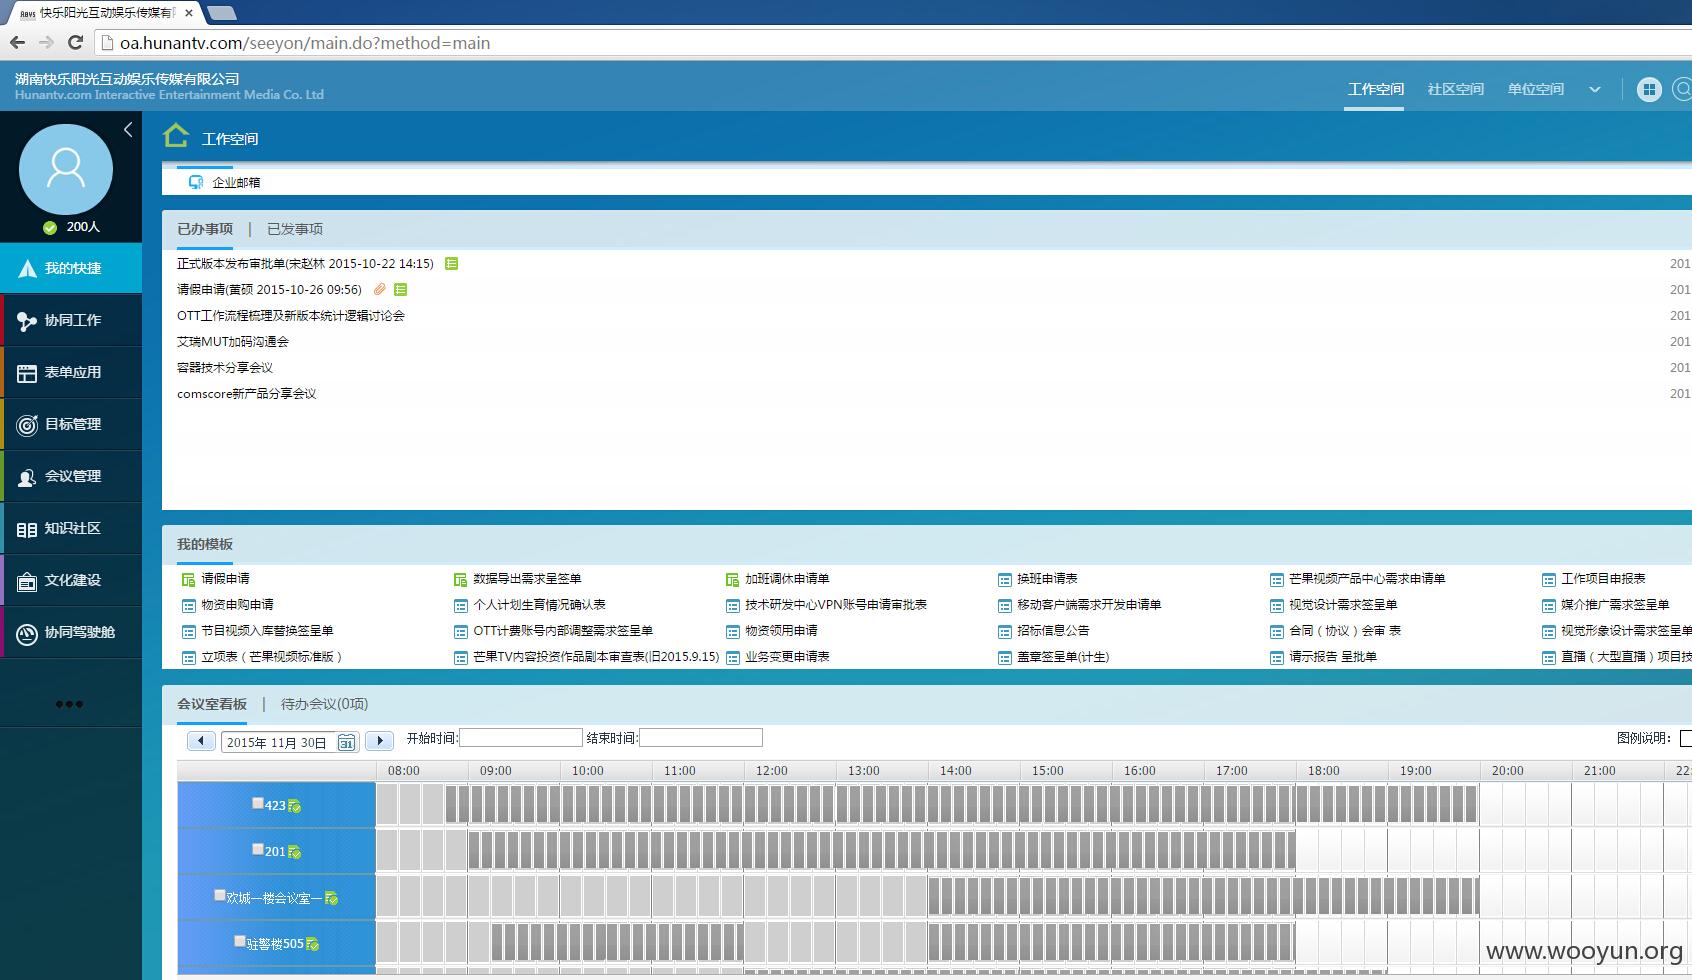 快乐阳光互动娱乐传媒有
oa.hunantv.com/seeyon/main.do?method=main
湖南快乐阳光互动娱乐传媒有限公司
Hunantv.com Interactive Entertainment Media Co. Ltd
工作空间 社区空间 单位空间
200人
我的快捷
协同工作
表单应用
目标管理
会议管理
知识社区
文化建设
协同驾驶舱
工作空间
企业邮箱
已办事项 | 已发事项
正式版本发布审批单(宋赵林 2015-10-22 14:15) 201
请假申请(黄硕 2015-10-26 09:56) 201
OTT工作流程梳理及新版本统计逻辑讨论会 201
艾瑞MUT加码沟通会 201
容器技术分享会议 201
comscore新产品分享会议 201
我的模板
请假申请 数据导出需求呈签单 加班调休申请单 换班申请表 芒果视频产品中心需求申请单 工作项目申报表
物资申购申请 个人计划生育情况确认表 技术研发中心VPN账号申请审批表 移动客户端需求开发申请单 视觉设计需求签呈单 媒介推广需求签呈单
节目视频入库替换签呈单 OTT计费账号内部调整需求签呈单 物资领用申请 招标信息公告 合同（协议）会审 表 视觉形象设计需求签呈单
立项表（芒果视频标准版） 芒果TV内容投资作品剧本审查表(旧2015.9.15) 业务变更申请表 盖章签呈单(计生) 请示报告 呈批单 直播（大型直播）项目技
会议室看板 | 待办会议(0项)
2015年 11月 30日 31 开始时间: 结束时间: 图例说明：
08:00 09:00 10:00 11:00 12:00 13:00 14:00 15:00 16:00 17:00 18:00 19:00 20:00 21:00 22:
423
201
欢城一楼会议室一
驻警楼505
www.wooyun.org